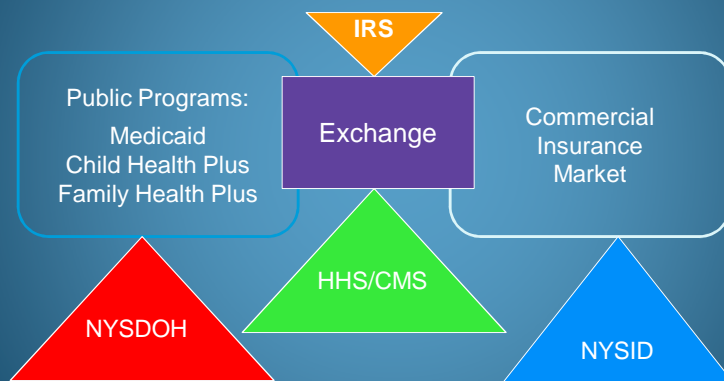 IRS
Public Programs:
Medicaid
Child Health Plus
Family Health Plus
Exchange
Commercial
Insurance
Market
NYSDOH
HHS/CMS
NYSID